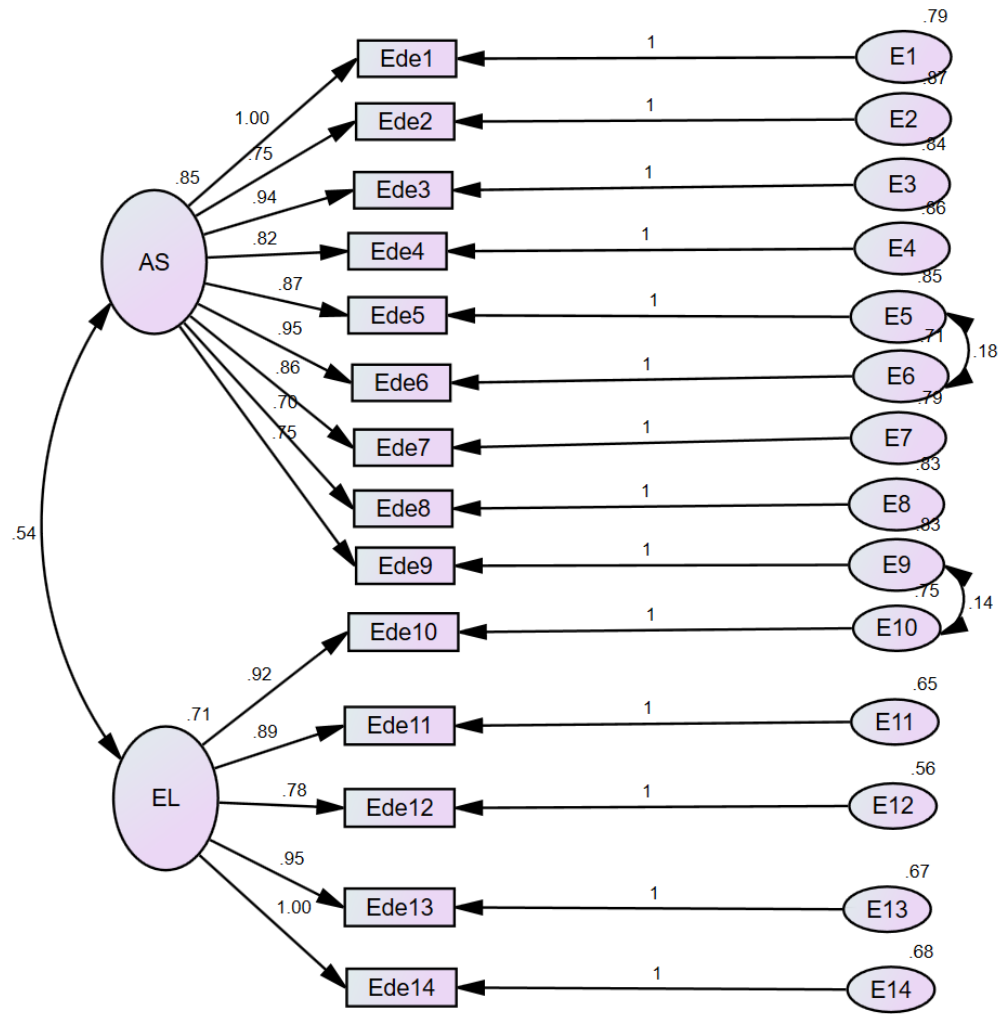 .79
Ede1 1 E1
1.00 .87
Ede2 1 E2
.75 .84
.85 .94 Ede3 1 E3
.86
AS .82 Ede4 1 E4
.85
.87 Ede5 1 E5
.95 .71 .18
Ede6 1 E6
.86 .79
.70 Ede7 1 E7
.75 .83
Ede8 1 E8
.54 .83
Ede9 1 E9
.75 .14
Ede10 1 E10
.92 .65
.71 .89 Ede11 1 E11
.56
EL .78 Ede12 1 E12
.95 .67
Ede13 1 E13
1.00 .68
Ede14 1 E14